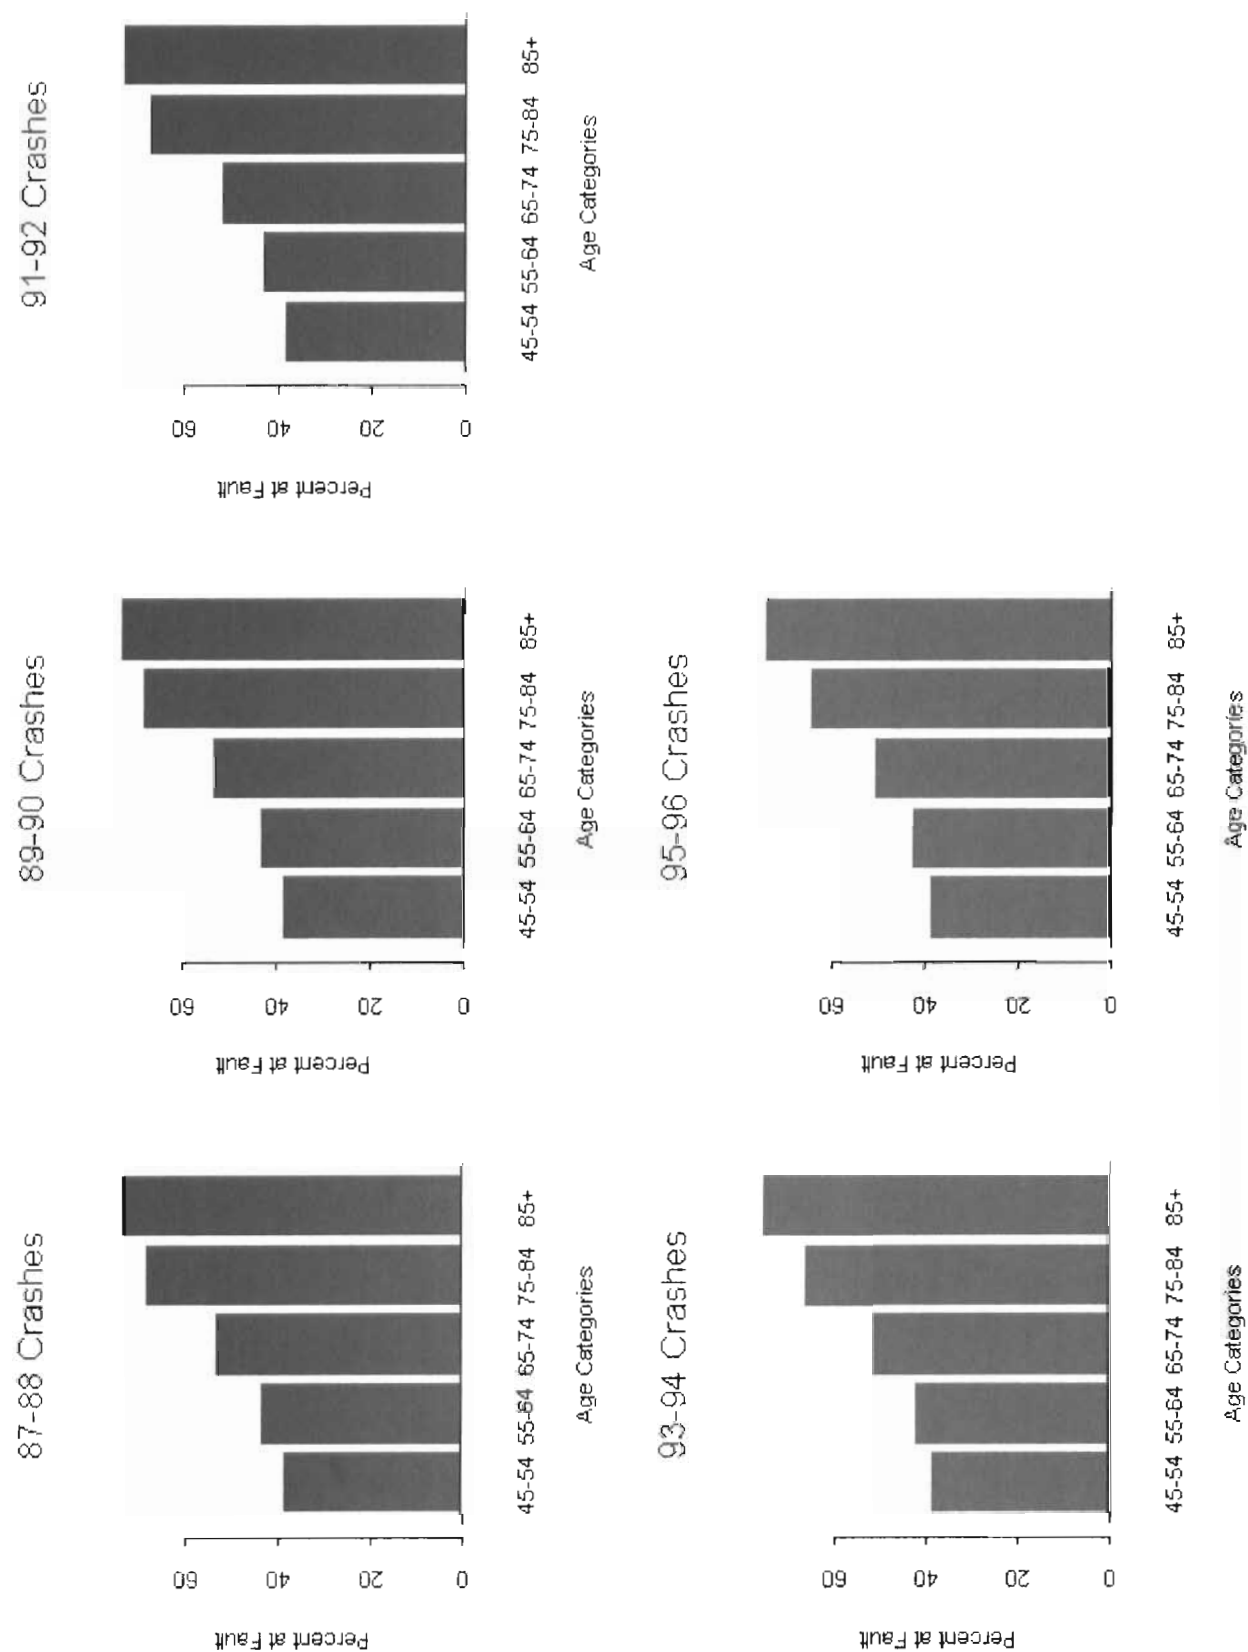 87-88 Crashes
Percent at Fault
0 20 40 60
45-54 55-64 65-74 75-84 85+
Age Categories
89-90 Crashes
Percent at Fault
0 20 40 60
45-54 55-64 65-74 75-84 85+
Age Categories
91-92 Crashes
Percent at Fault
0 20 40 60
45-54 55-64 65-74 75-84 85+
Age Categories
93-94 Crashes
Percent at Fault
0 20 40 60
45-54 55-64 65-74 75-84 85+
Age Categories
95-96 Crashes
Percent at Fault
0 20 40 60
45-54 55-64 65-74 75-84 85+
Age Categories